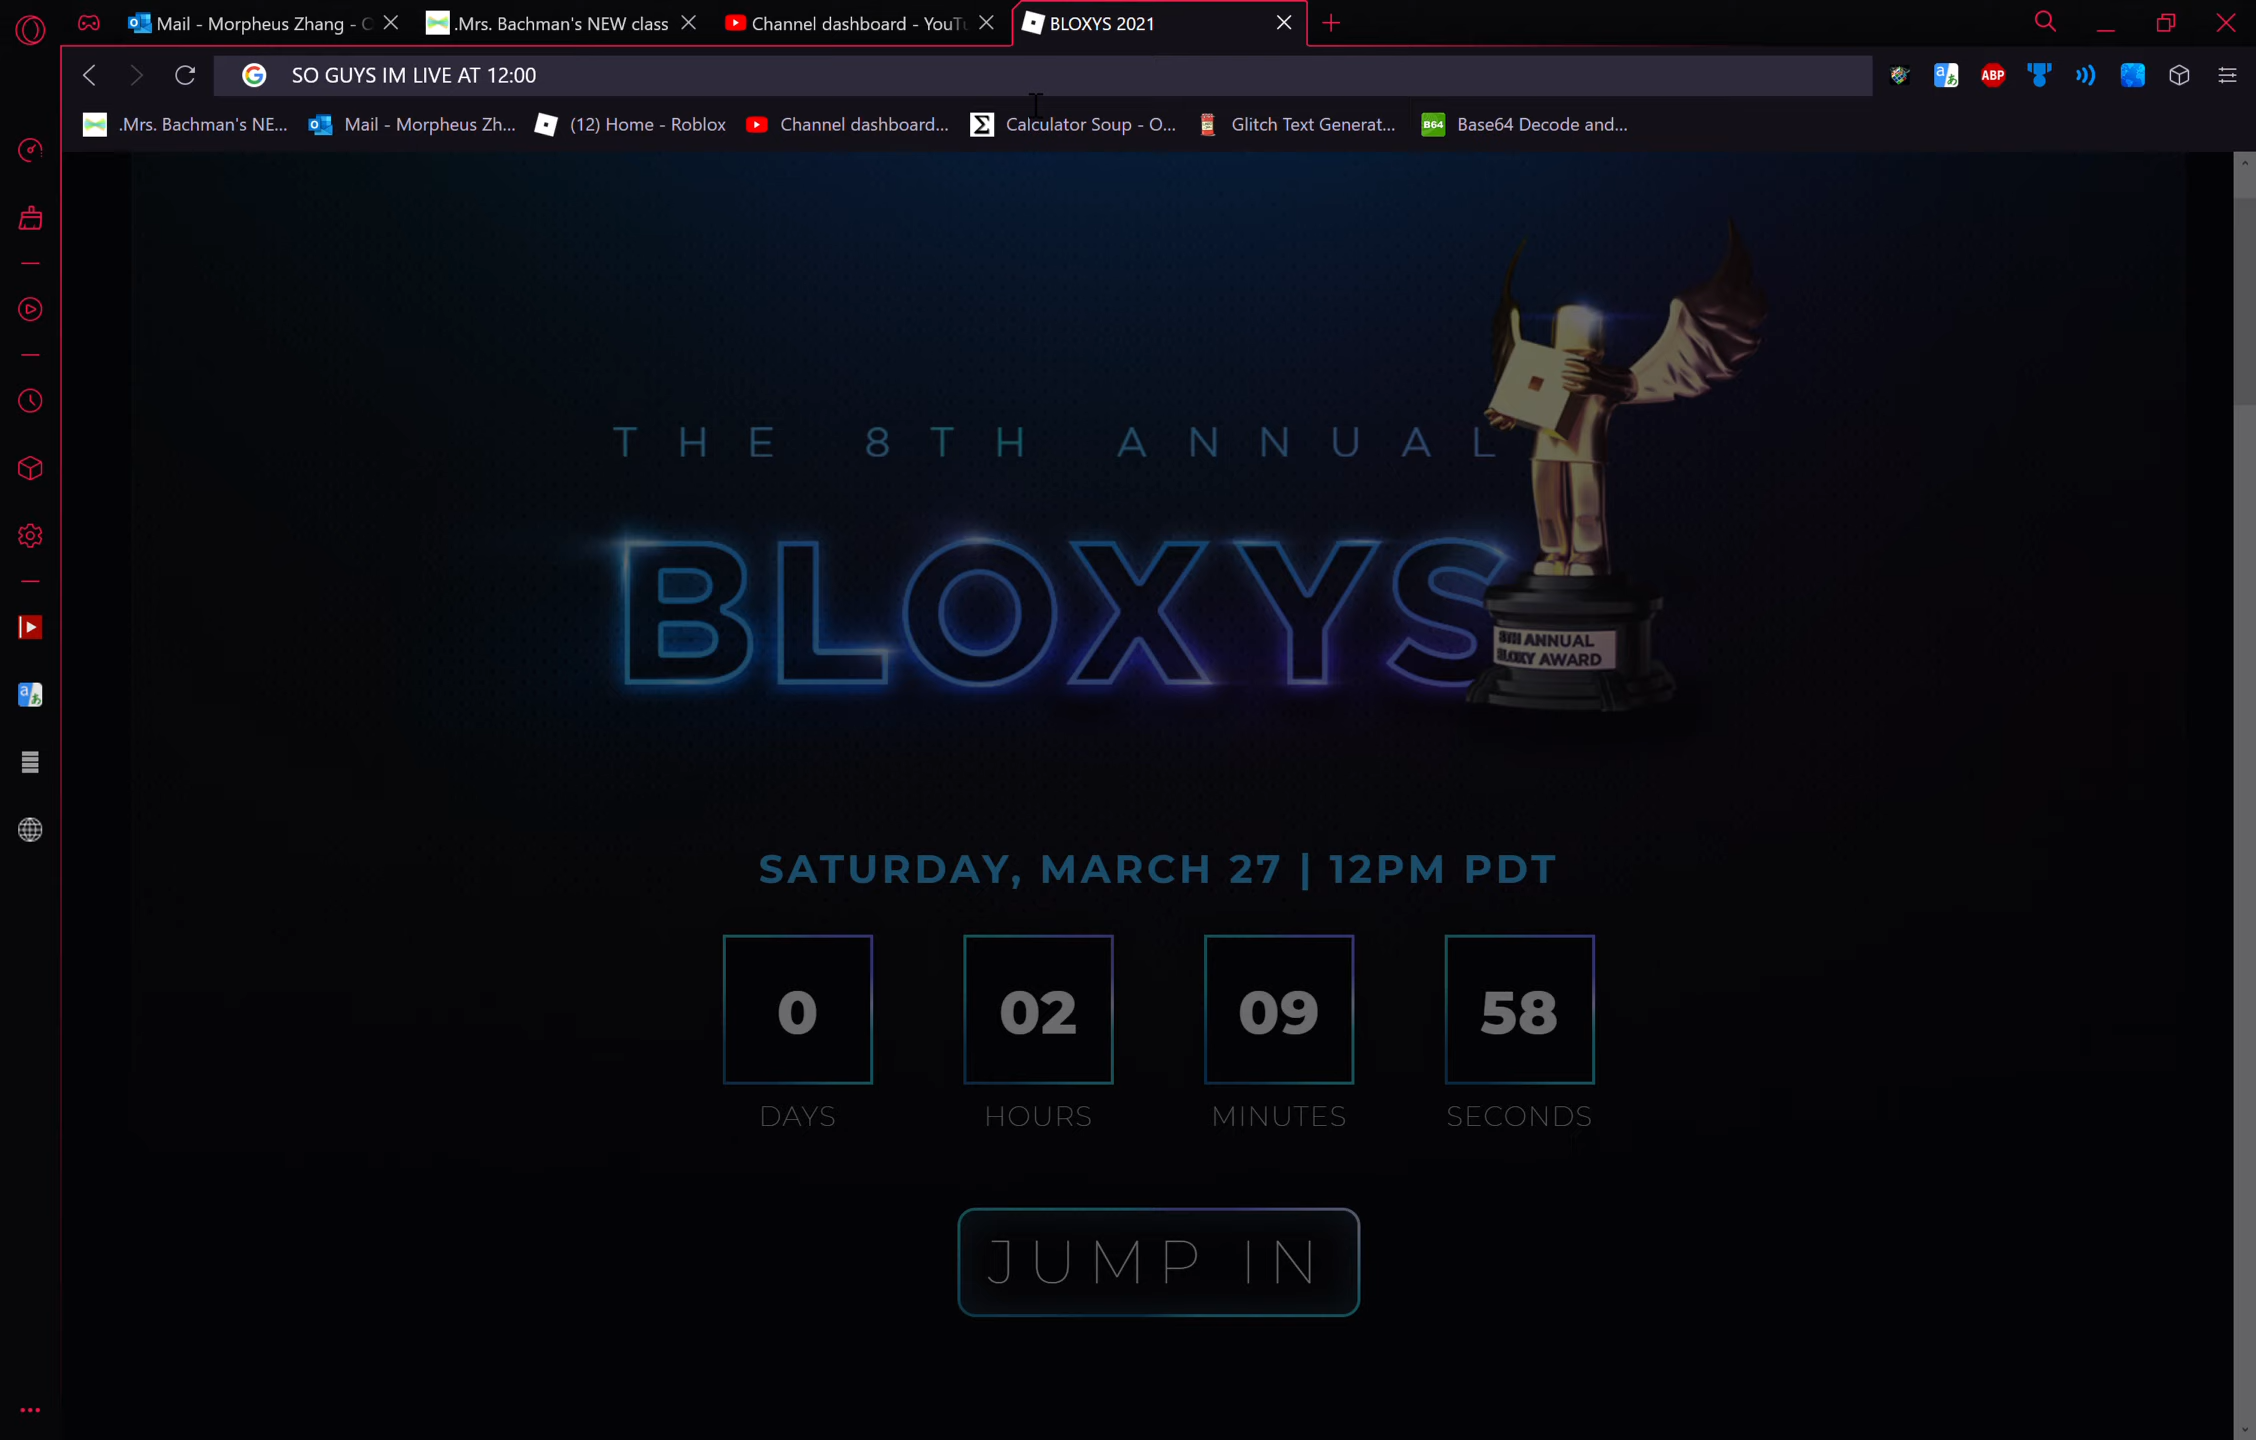 Mail - Morpheus Zhang - O
.Mrs. Bachman's NEW class
Channel dashboard - YouTu
BLOXYS 2021
SO GUYS IM LIVE AT 12:00
ABP
.Mrs. Bachman's NE...
Mail - Morpheus Zh...
(12) Home - Roblox
Channel dashboard...
Calculator Soup - O...
Glitch Text Generat...
B64
Base64 Decode and...
THE 8TH ANNUAL
BLOXYS
8TH ANNUAL
BLOXY AWARD
SATURDAY, MARCH 27 | 12PM PDT
0 02 09 58
DAYS HOURS MINUTES SECONDS
JUMP IN